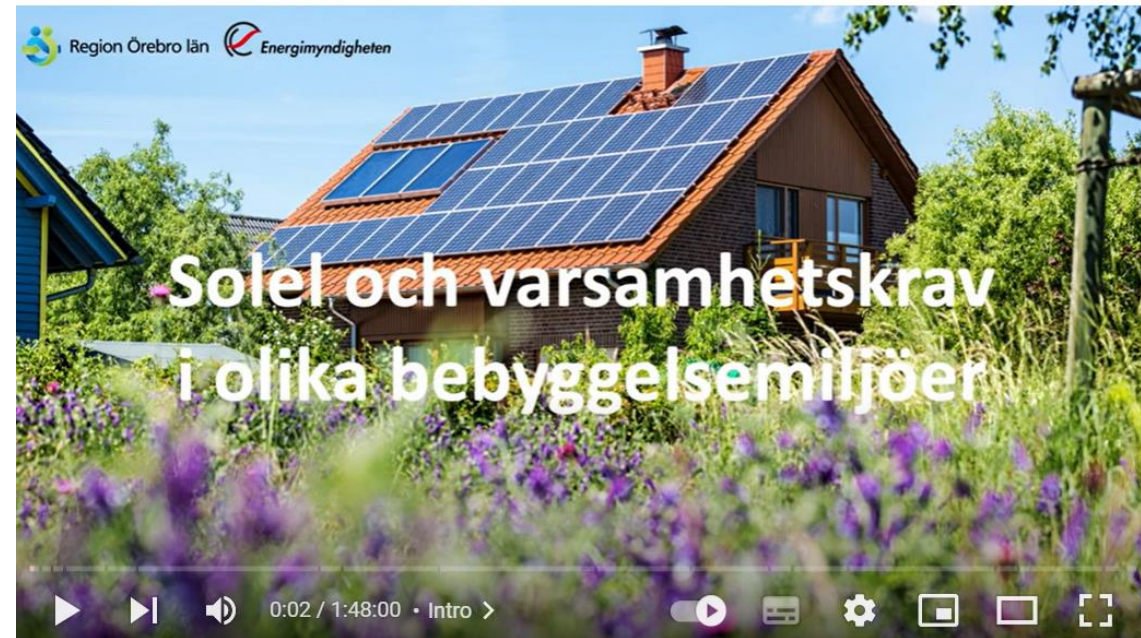 Region Örebro län Energimyndigheten
Solel och varsamhetskrav
i olika bebyggelsemiljöer
0:02 / 1:48:00 • Intro >